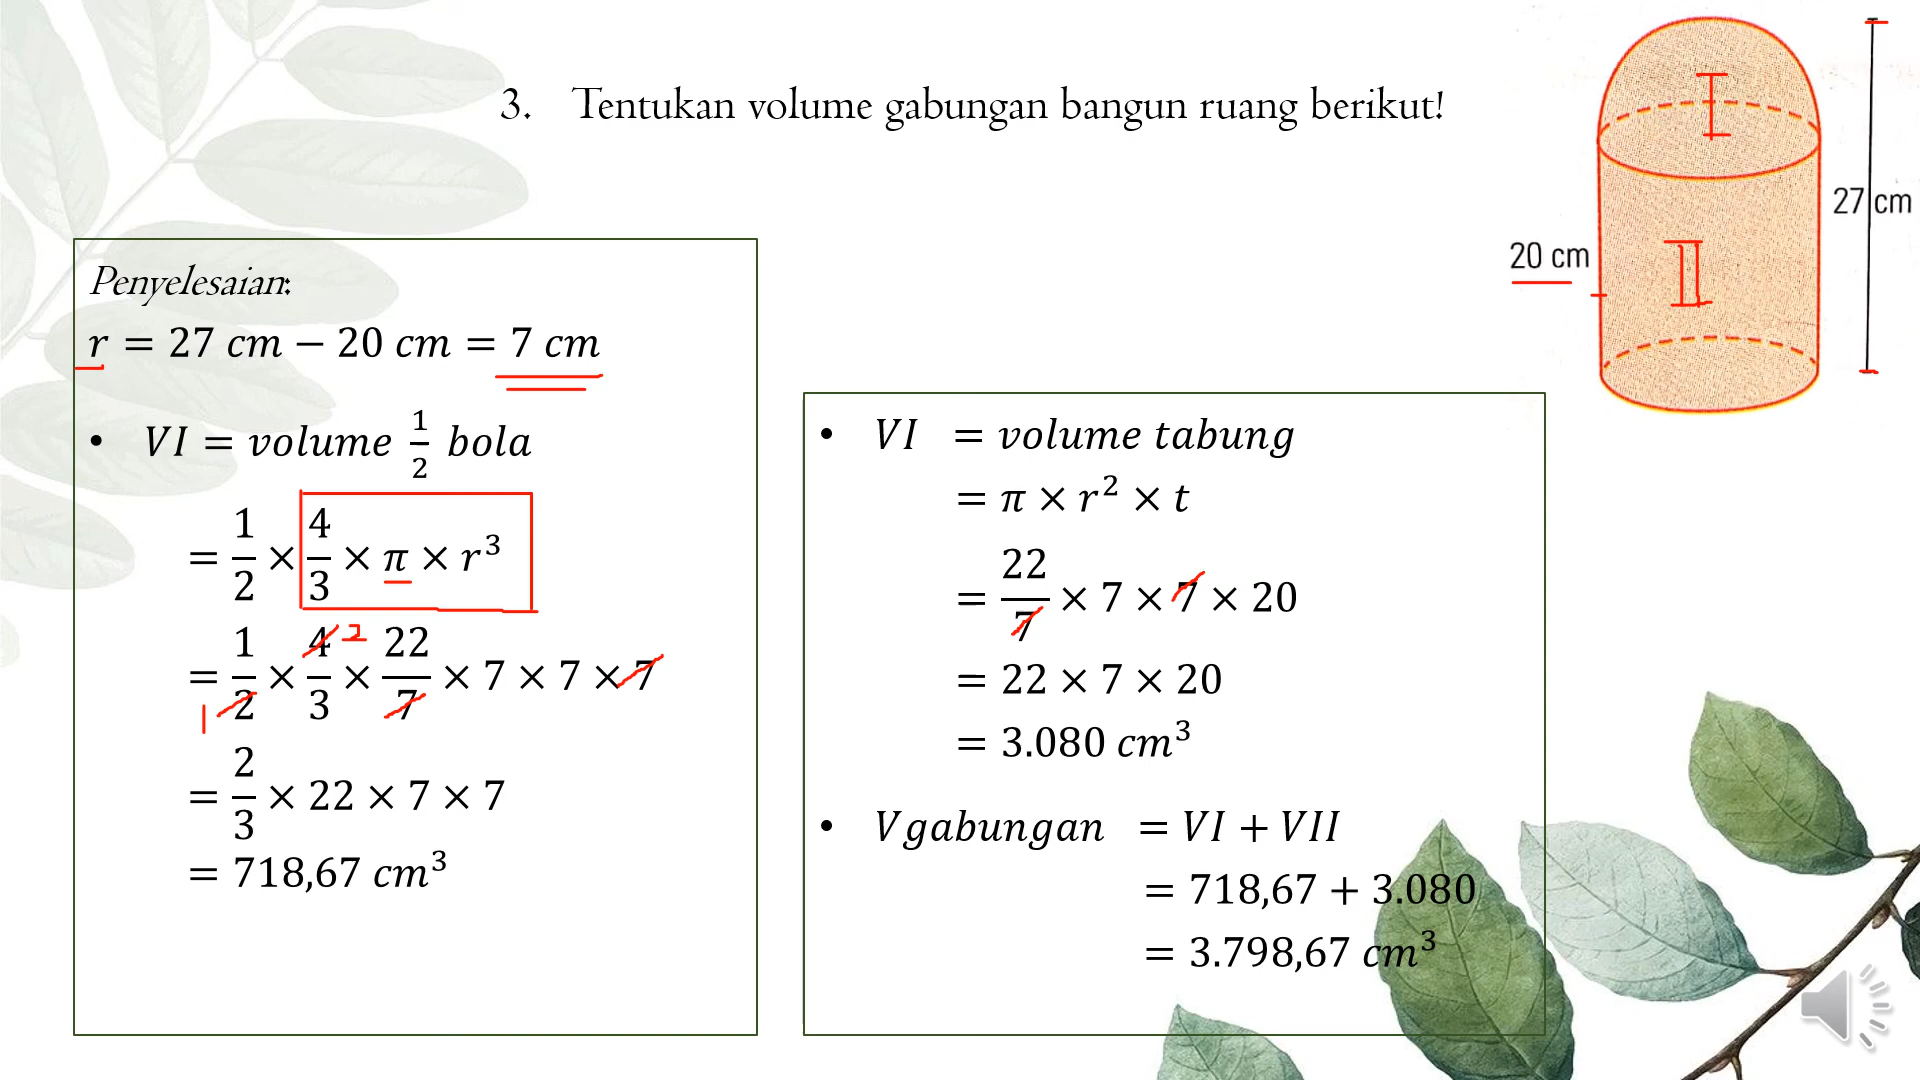 3. Tentukan volume gabungan bangun ruang berikut!
I
27 cm
20 cm
II
Penyelesaian:
r = 27 cm − 20 cm = 7 cm
• VI = volume 1/2 bola
= 1/2 × 4/3 × π × r³
2
= 1/2 × 4/3 × 22/7 × 7 × 7 × 7
1
= 2/3 × 22 × 7 × 7
= 718,67 cm³
• VI = volume tabung
= π × r² × t
= 22/7 × 7 × 7 × 20
= 22 × 7 × 20
= 3.080 cm³
• Vgabungan = VI + VII
= 718,67 + 3.080
= 3.798,67 cm³